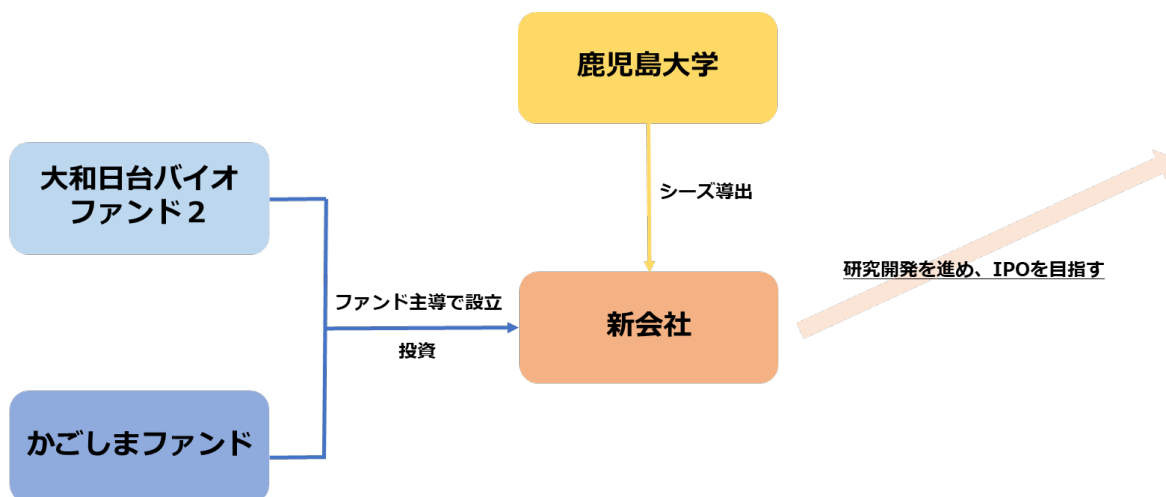 鹿児島大学
大和日台バイオ
ファンド２
シーズ導出
研究開発を進め、IPOを目指す
ファンド主導で設立
投資
新会社
かごしまファンド